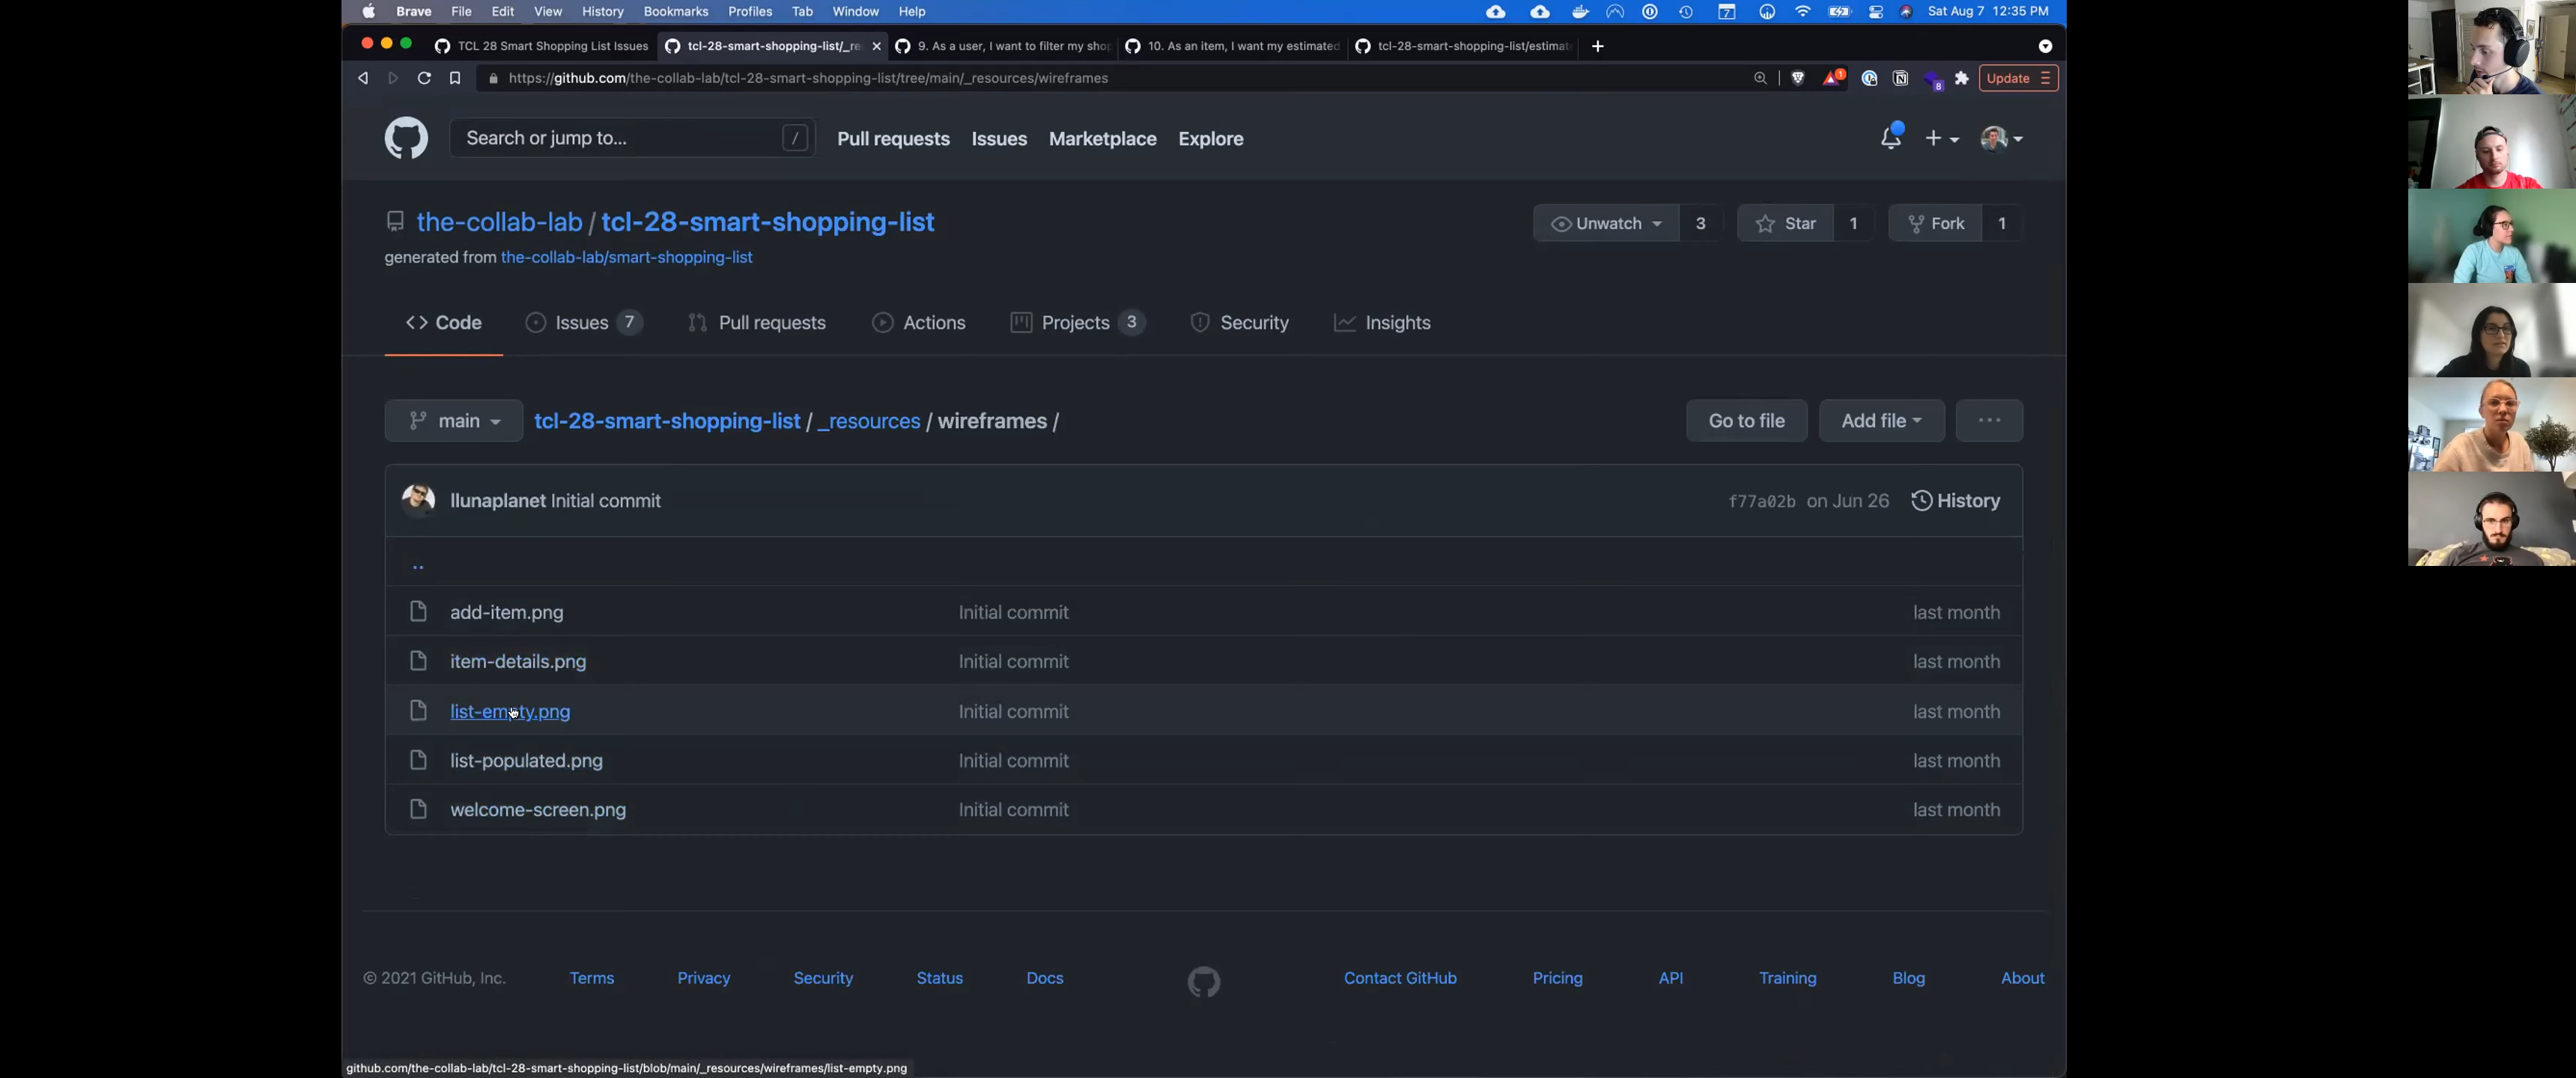 Brave File Edit View History Bookmarks Profiles Tab Window Help 7 Sat Aug 7 12:35 PM
TCL 28 Smart Shopping List Issues tcl-28-smart-shopping-list/_re 9. As a user, I want to filter my shop 10. As an item, I want my estimated tcl-28-smart-shopping-list/estimat
https://github.com/the-collab-lab/tcl-28-smart-shopping-list/tree/main/_resources/wireframes 1 8 Update
Search or jump to... / Pull requests Issues Marketplace Explore
the-collab-lab / tcl-28-smart-shopping-list Unwatch 3 Star 1 Fork 1
generated from the-collab-lab/smart-shopping-list
Code Issues 7 Pull requests Actions Projects 3 Security Insights
main tcl-28-smart-shopping-list / _resources / wireframes / Go to file Add file ...
llunaplanet Initial commit f77a02b on Jun 26 History
..
add-item.png Initial commit last month
item-details.png Initial commit last month
list-empty.png Initial commit last month
list-populated.png Initial commit last month
welcome-screen.png Initial commit last month
© 2021 GitHub, Inc. Terms Privacy Security Status Docs Contact GitHub Pricing API Training Blog About
github.com/the-collab-lab/tcl-28-smart-shopping-list/blob/main/_resources/wireframes/list-empty.png